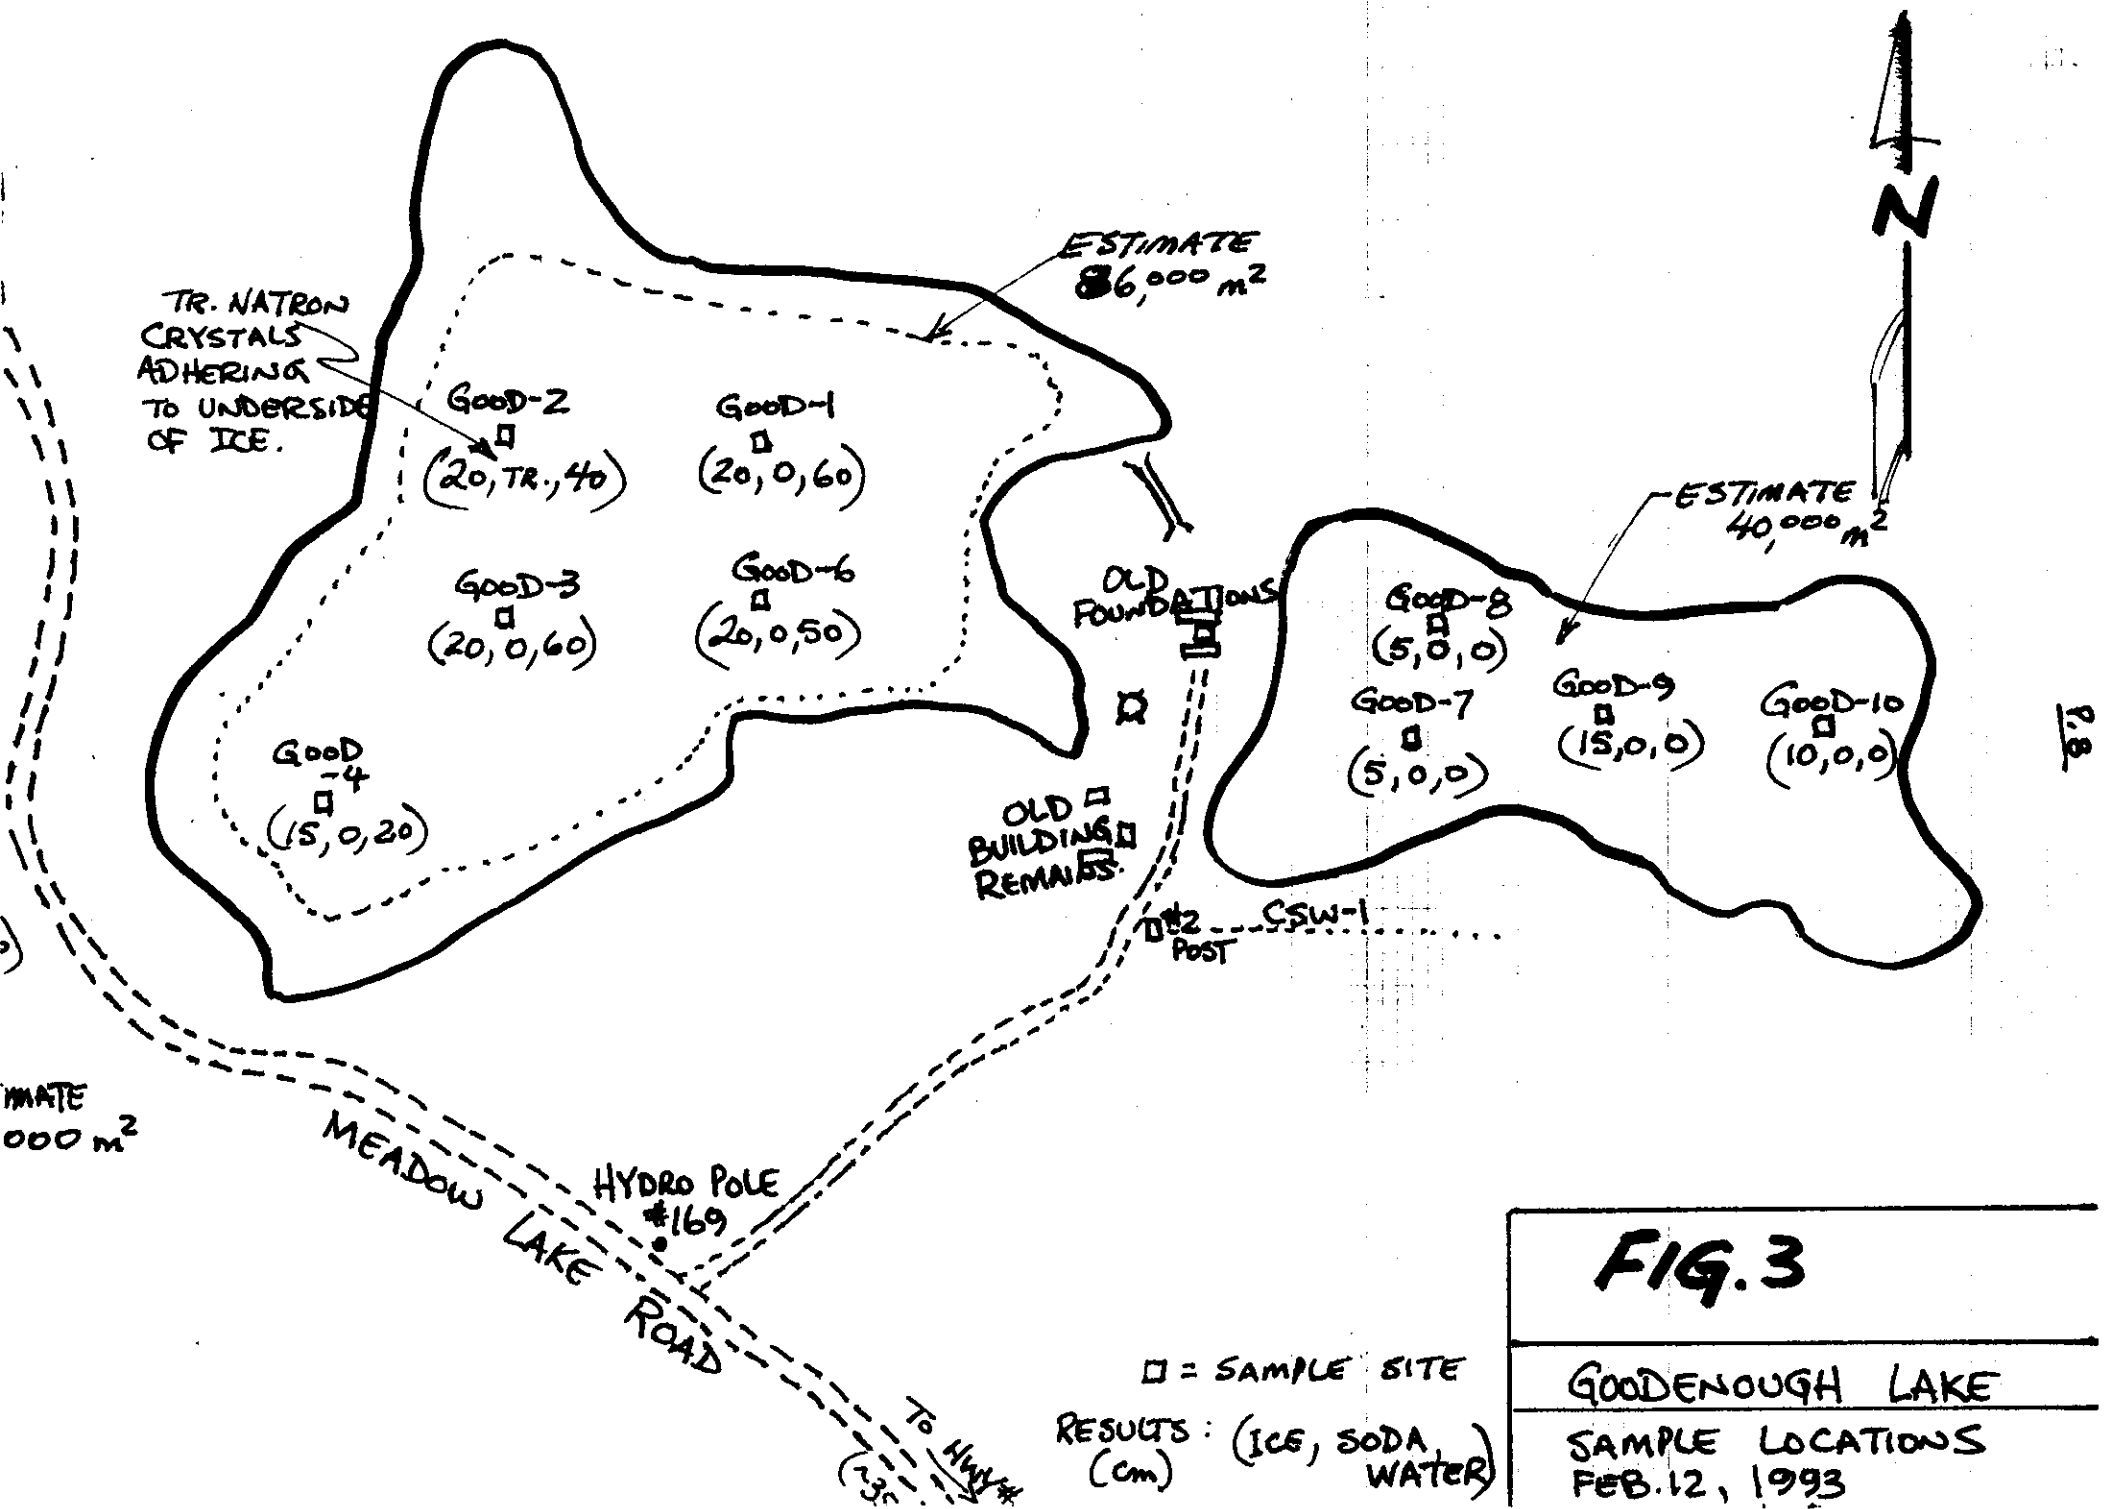 ESTIMATE
86,000 m²
TR. NATRON
CRYSTALS
ADHERING
TO UNDERSIDE
OF ICE.
GOOD-2
(20, TR., 40)
GOOD-1
(20, 0, 60)
GOOD-3
(20, 0, 60)
GOOD-6
(20, 0, 50)
GOOD
-4
(15, 0, 20)
N
ESTIMATE
40,000 m²
OLD
FOUNDATIONS
GOOD-8
(5, 0, 0)
GOOD-7
(5, 0, 0)
GOOD-9
(15, 0, 0)
GOOD-10
(10, 0, 0)
P.8
OLD
BUILDING
REMAINS.
#2
POST
CSW-1
000 m²
MEADOW LAKE ROAD
HYDRO POLE
#169
TO HWY#
□ = SAMPLE SITE
RESULTS: (ICE, SODA,
(cm) WATER)
FIG. 3
GOODENOUGH LAKE
SAMPLE LOCATIONS
FEB. 12, 1993